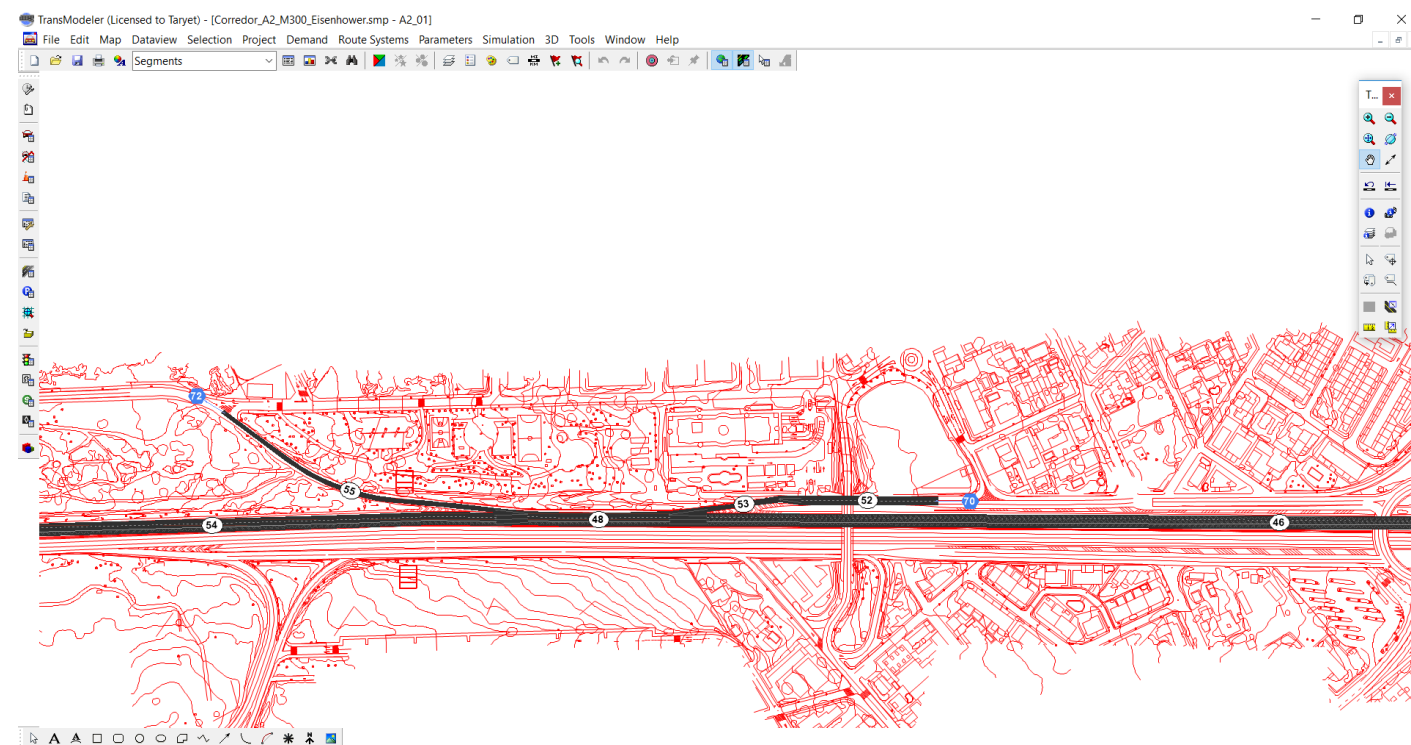 TransModeler (Licensed to Taryet) - [Corredor_A2_M300_Eisenhower.smp - A2_01]
File Edit Map Dataview Selection Project Demand Route Systems Parameters Simulation 3D Tools Window Help
Segments
T...
72
55
54
48
53
52
70
46